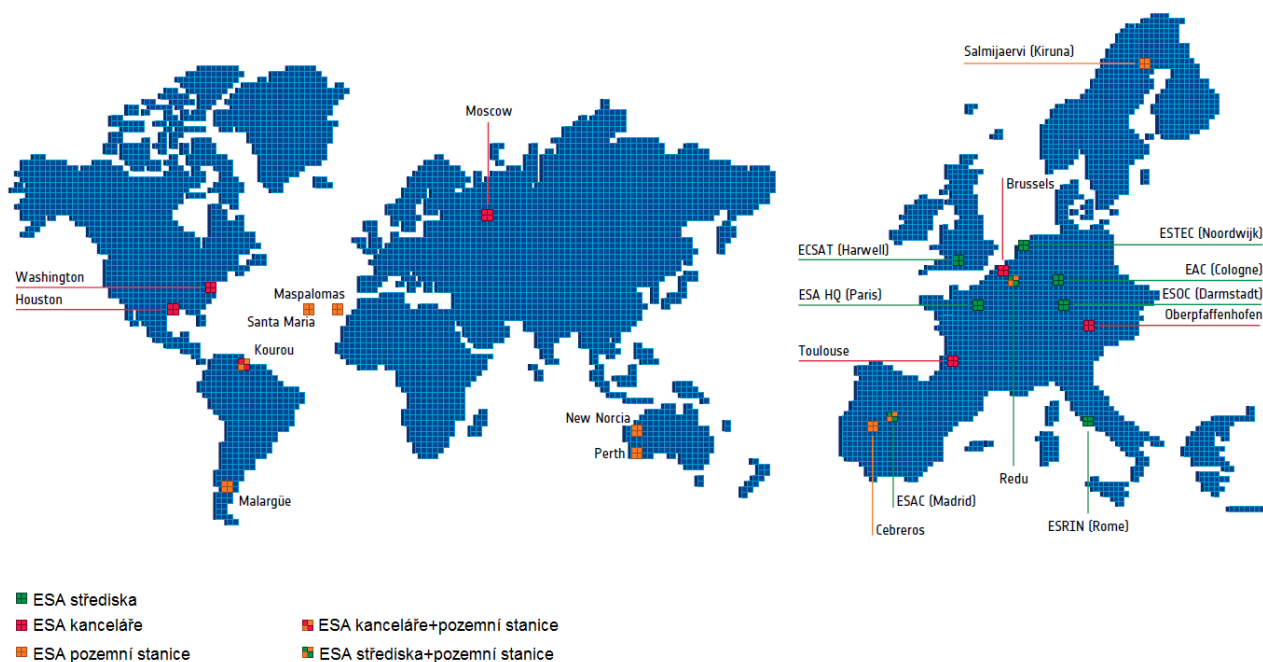 Salmijaervi (Kiruna)
Moscow
Brussels
ESTEC (Noordwijk)
ECSAT (Harwell)
EAC (Cologne)
Washington
Maspalomas
ESA HQ (Paris)
ESOC (Darmstadt)
Houston
Santa Maria
Oberpfaffenhofen
Kourou
Toulouse
New Norcia
Perth
Redu
Malargüe
ESAC (Madrid)
Cebreros
ESRIN (Rome)
ESA střediska
ESA kanceláře
ESA kanceláře+pozemní stanice
ESA pozemní stanice
ESA střediska+pozemní stanice